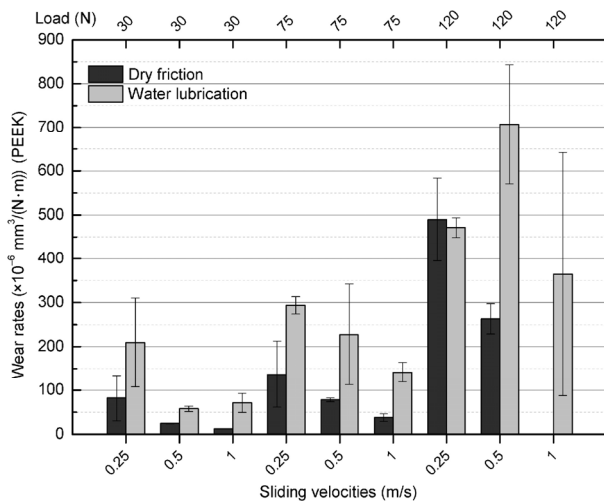 Load (N) 30 30 30 75 75 75 120 120 120
900
800
700
600
500
400
300
200
100
0
Wear rates (×10⁻⁶ mm³/(N·m)) (PEEK)
Dry friction
Water lubrication
0.25 0.5 1 0.25 0.5 1 0.25 0.5 1
Sliding velocities (m/s)